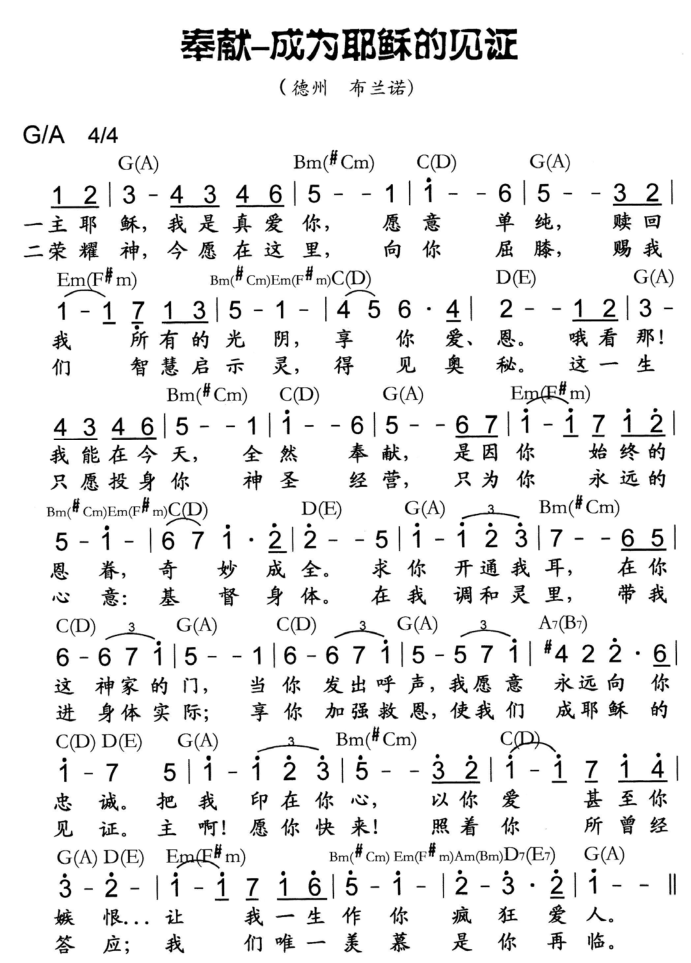 奉献–成为耶稣的见证
（德州　布兰诺）
G/A 4/4
G(A) Bm(#Cm) C(D) G(A)
1 2 | 3 - 4 3 4 6 | 5 - - 1 | i - - 6 | 5 - - 3 2 |
一主耶稣，我是真爱你，愿意单纯，赎回
二荣耀神，今愿在这里，向你屈膝，赐我
Em(F#m) Bm(#Cm)Em(F#m)C(D) D(E) G(A)
1 - 1 7̣ 1 3 | 5 - 1 - | 4 5 6 · 4 | 2 - - 1 2 | 3 -
我所有的光阴，享你爱、恩。哦看那！
们智慧启示灵，得见奥秘。这一生
Bm(#Cm) C(D) G(A) Em(F#m)
4 3 4 6 | 5 - - 1 | i - - 6 | 5 - - 6 7 | i - i 7 i 2̇ |
我能在今天，全然奉献，是因你始终的
只愿投身你神圣经营，只为你永远的
Bm(#Cm)Em(F#m)C(D) D(E) G(A) Bm(#Cm)
5 - i - | 6 7 i · 2̇ | 2̇ - - 5 | i - i 2̇ 3̇ | 7 - - 6 5 |
恩眷，奇妙成全。求你开通我耳，在你
心意：基督身体。在我调和灵里，带我
C(D) 3 G(A) C(D) 3 G(A) 3 A7(B7)
6 - 6 7 i | 5 - - 1 | 6 - 6 7 i | 5 - 5 7 i | #4 2 2̇ · 6 |
这神家的门，当你发出呼声，我愿意永远向你
进身体实际；享你加强救恩，使我们成耶稣的
C(D) D(E) G(A) 3 Bm(#Cm) C(D)
i - 7 5 | i - i 2̇ 3̇ | 5̇ - - 3̇ 2̇ | i - i 7 i 4̇ |
忠诚。把我印在你心，以你爱甚至你
见证。主啊！愿你快来！照着你所曾经
G(A) D(E) Em(F#m) Bm(#Cm) Em(F#m)Am(Bm)D7(E7) G(A)
3̇ - 2̇ - | i - i 7 i 6̇ | 5̇ - i - | 2̇ - 3̇ · 2̇ | i - - ‖
嫉恨...让我一生作你疯狂爱人。
答应；我们唯一羡慕是你再临。